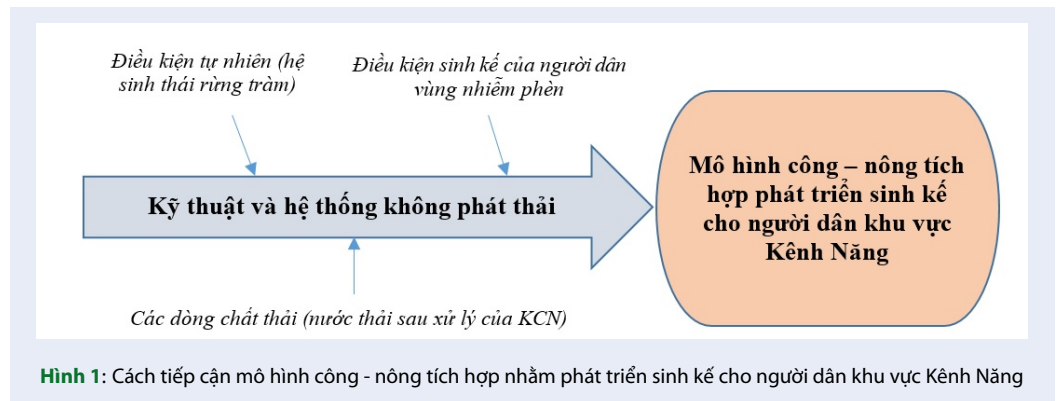 Điều kiện tự nhiên (hệ
sinh thái rừng tràm)
Điều kiện sinh kế của người dân
vùng nhiễm phèn
Kỹ thuật và hệ thống không phát thải
Các dòng chất thải (nước thải sau xử lý của KCN)
Mô hình công – nông tích
hợp phát triển sinh kế
cho người dân khu vực
Kênh Năng
Hình 1: Cách tiếp cận mô hình công - nông tích hợp nhằm phát triển sinh kế cho người dân khu vực Kênh Năng